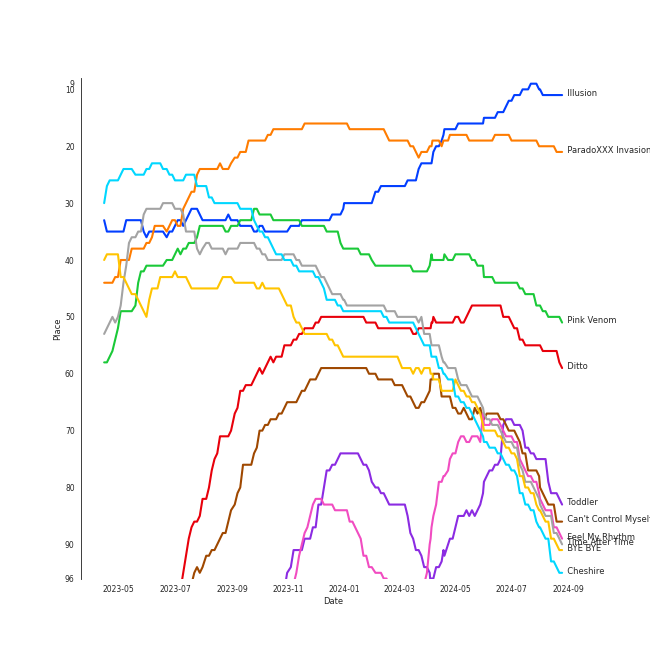 9
10
20
30
40
50
60
70
80
90
96
Place
2023-05
2023-07
2023-09
2023-11
2024-01
2024-03
2024-05
2024-07
2024-09
Date
Illusion
ParadoXXX Invasion
Pink Venom
Ditto
Toddler
Can't Control Mysel
Feel My Rhythm
Time After Time
BYE BYE
Cheshire